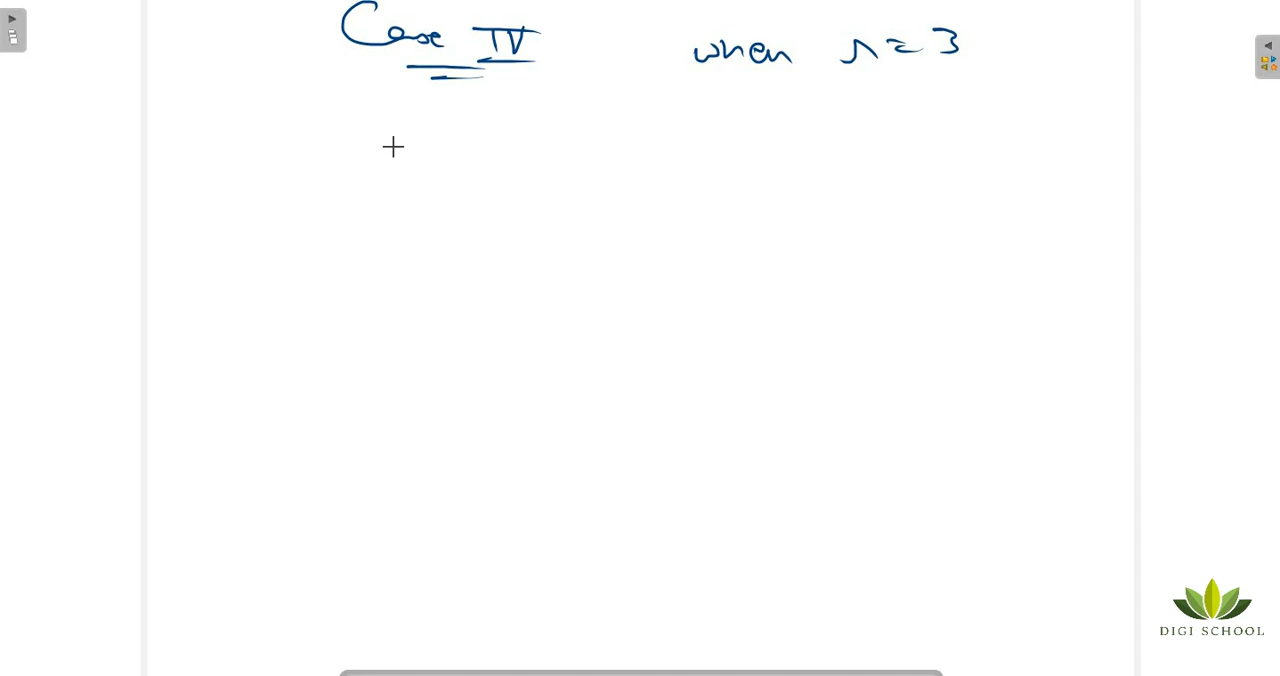 Case IV when r = 3
DIGI SCHOOL